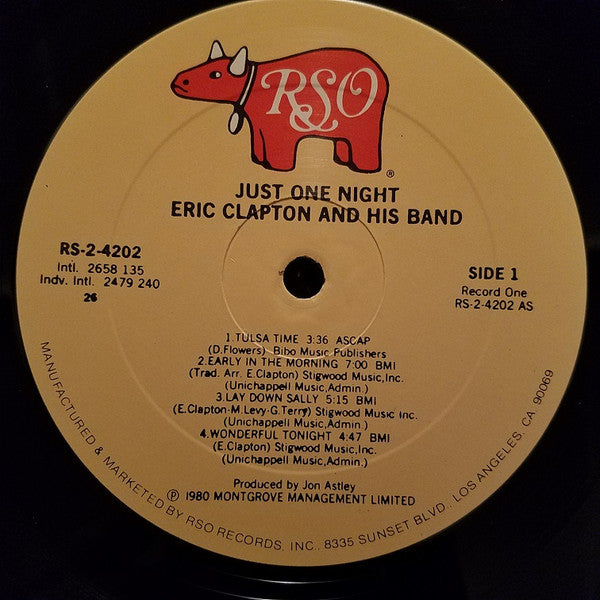 RSO
®
JUST ONE NIGHT
ERIC CLAPTON AND HIS BAND
RS-2-4202
Intl. 2658 135
Indv. Intl. 2479 240
26
SIDE 1
Record One
RS-2-4202 AS
1.TULSA TIME 3:36 ASCAP
(D.Flowers) Bibo Music Publishers
2.EARLY IN THE MORNING 7:00 BMI
(Trad. Arr. E.Clapton) Stigwood Music,Inc.
(Unichappell Music,Admin.)
3.LAY DOWN SALLY 5:15 BMI
(E.Clapton-M.Levy-G.Terry) Stigwood Music,Inc.
(Unichappell Music,Admin.)
4.WONDERFUL TONIGHT 4:47 BMI
(E.Clapton) Stigwood Music,Inc.
(Unichappell Music,Admin.)
Produced by Jon Astley
℗ 1980 MONTGROVE MANAGEMENT LIMITED
MANUFACTURED & MARKETED BY RSO RECORDS, INC., 8335 SUNSET BLVD., LOS ANGELES, CA 90069